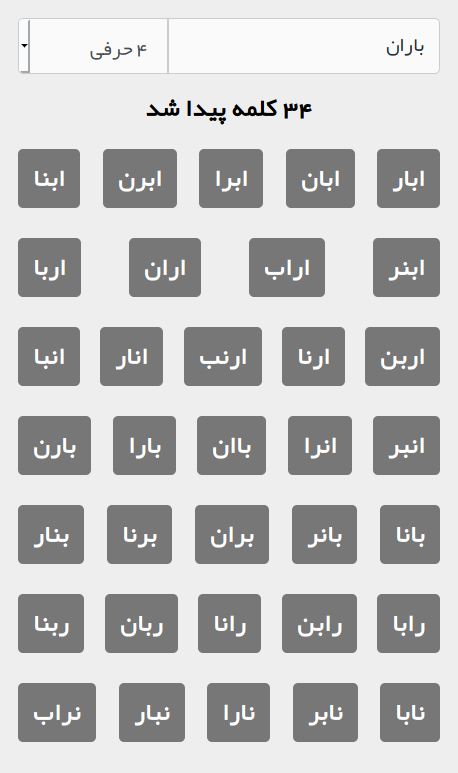 باران ۴ حرفی
۳۴ کلمه پیدا شد
ابار ابان ابرا ابرن ابنا
ابنر اراب اران اربا
اربن ارنا ارنب انار انبا
انبر انرا باان بارا بارن
بانا بانر بران برنا بنار
رابا رابن رانا ربان ربنا
نابا نابر نارا نبار نراب